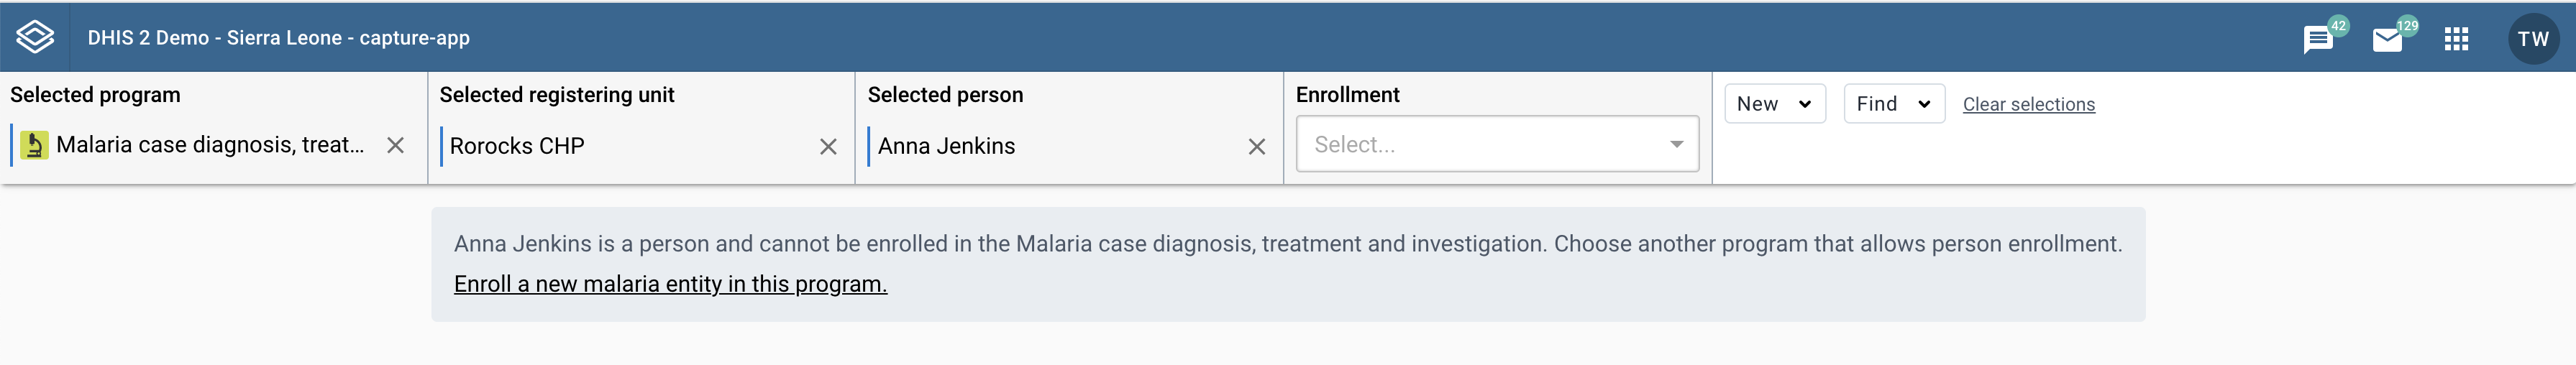 DHIS 2 Demo - Sierra Leone - capture-app
42
129
TW
Selected program
Malaria case diagnosis, treat...
Selected registering unit
Rorocks CHP
Selected person
Anna Jenkins
Enrollment
Select...
New
Find
Clear selections
Anna Jenkins is a person and cannot be enrolled in the Malaria case diagnosis, treatment and investigation. Choose another program that allows person enrollment.
Enroll a new malaria entity in this program.